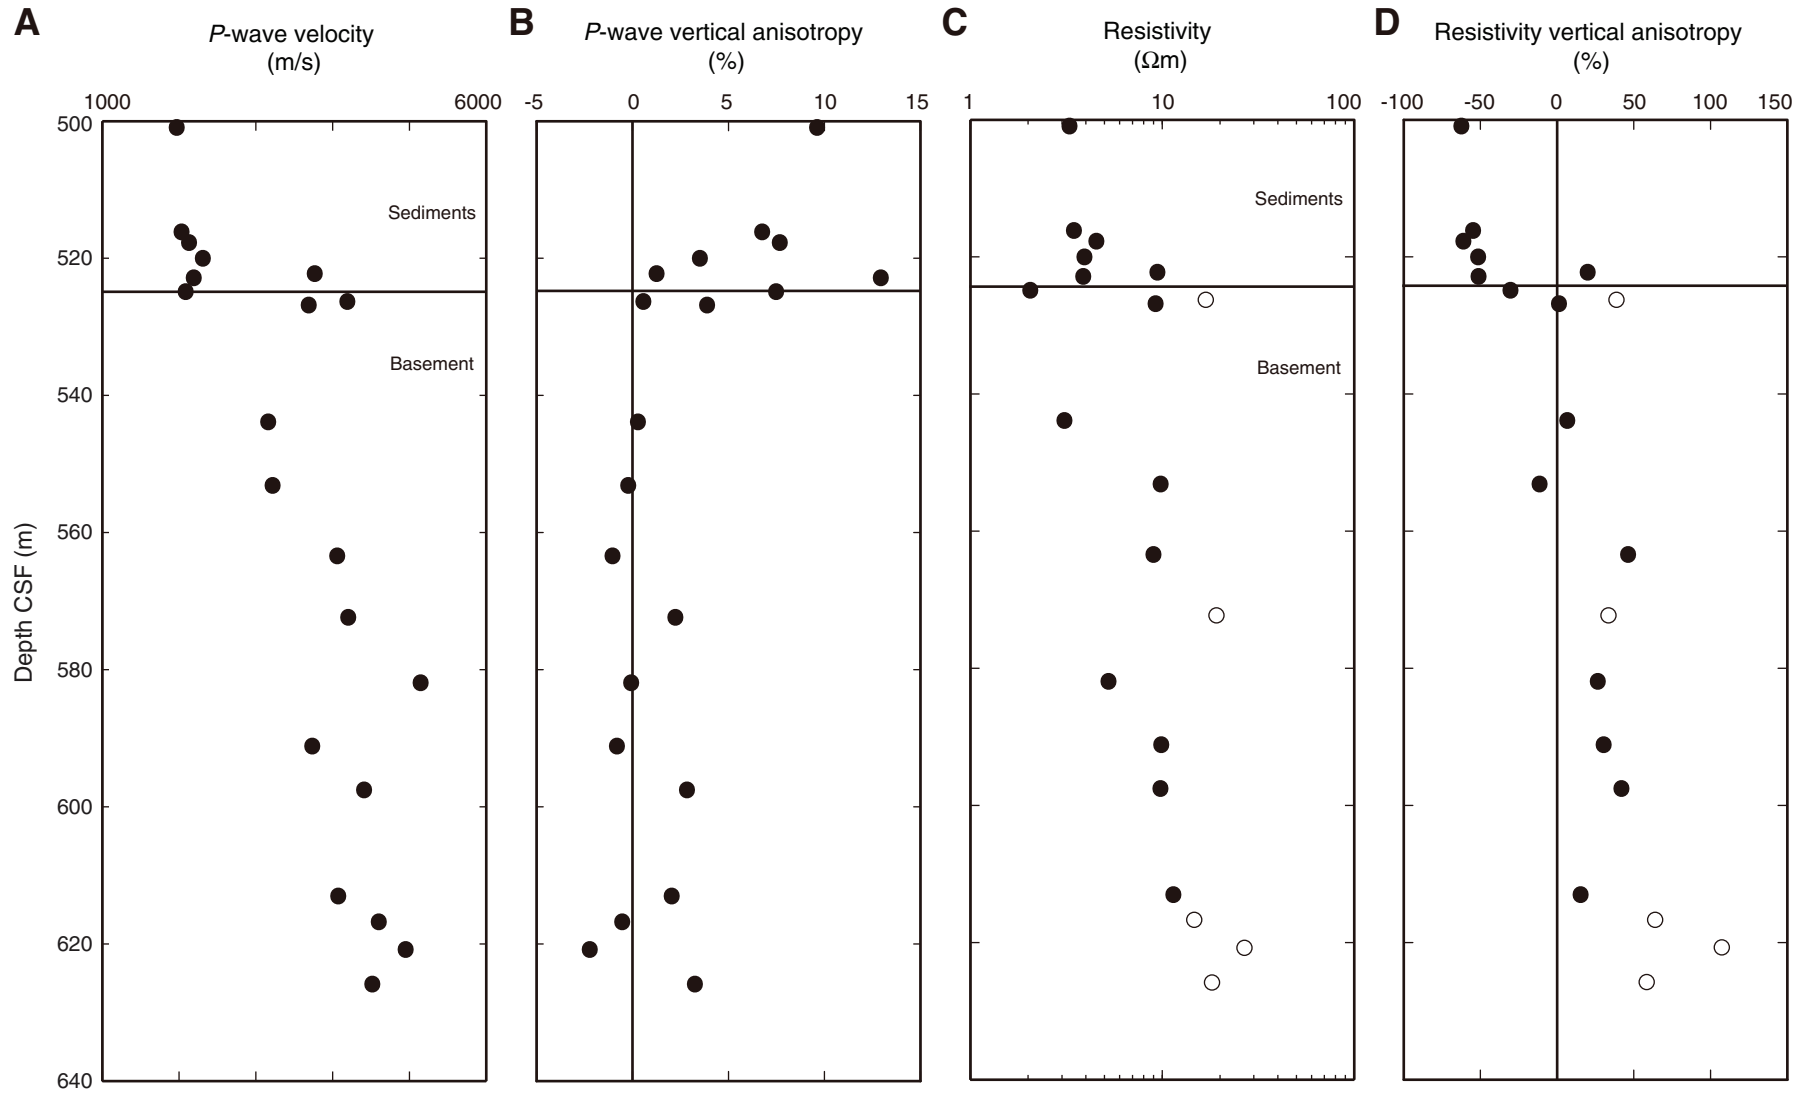 A
P-wave velocity
(m/s)
1000 6000
B
P-wave vertical anisotropy
(%)
-5 0 5 10 15
C
Resistivity
(Ωm)
1 10 100
D
Resistivity vertical anisotropy
(%)
-100 -50 0 50 100 150
Depth CSF (m)
500
520
540
560
580
600
620
640
Sediments
Basement
Sediments
Basement